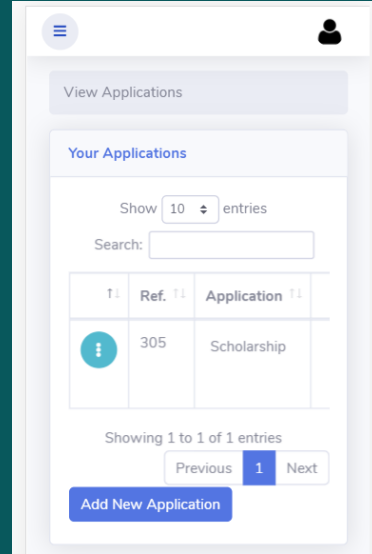 View Applications
Your Applications
Show 10 entries
Search:
Ref. Application
305 Scholarship
Showing 1 to 1 of 1 entries
Previous 1 Next
Add New Application